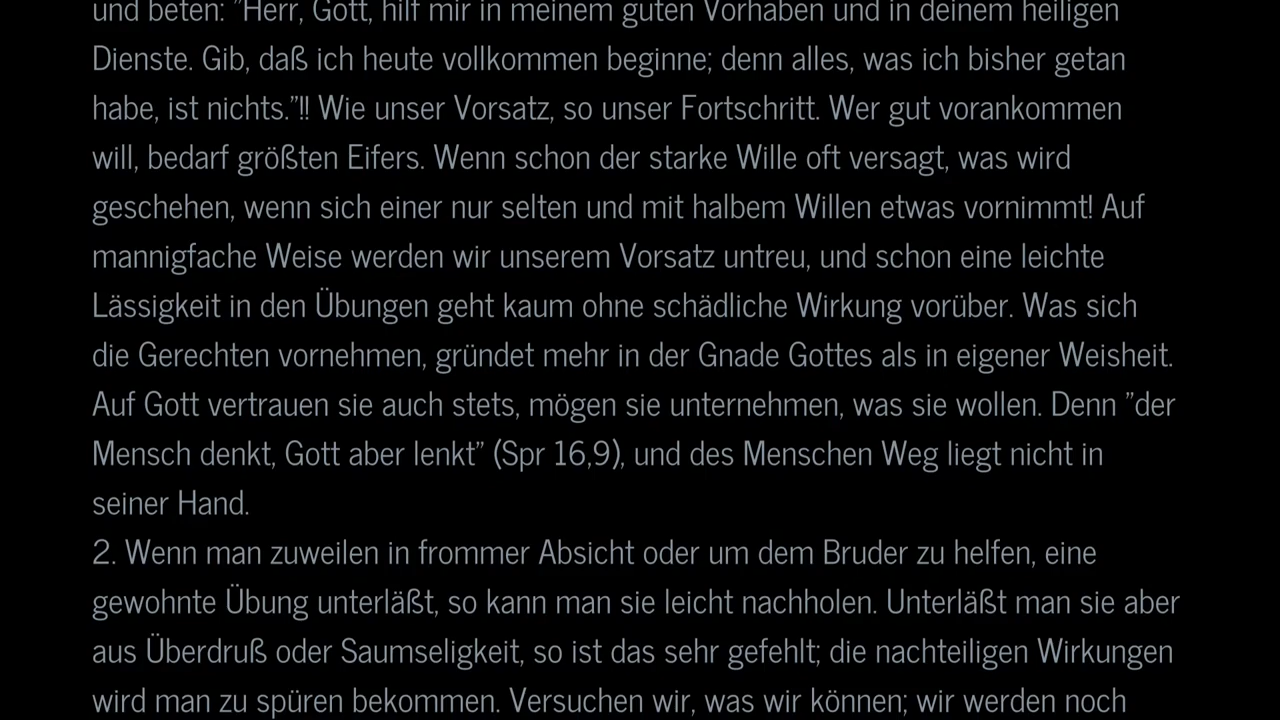 und beten: "Herr, Gott, hilf mir in meinem guten Vorhaben und in deinem heiligen
Dienste. Gib, daß ich heute vollkommen beginne; denn alles, was ich bisher getan
habe, ist nichts."!! Wie unser Vorsatz, so unser Fortschritt. Wer gut vorankommen
will, bedarf größten Eifers. Wenn schon der starke Wille oft versagt, was wird
geschehen, wenn sich einer nur selten und mit halbem Willen etwas vornimmt! Auf
mannigfache Weise werden wir unserem Vorsatz untreu, und schon eine leichte
Lässigkeit in den Übungen geht kaum ohne schädliche Wirkung vorüber. Was sich
die Gerechten vornehmen, gründet mehr in der Gnade Gottes als in eigener Weisheit.
Auf Gott vertrauen sie auch stets, mögen sie unternehmen, was sie wollen. Denn "der
Mensch denkt, Gott aber lenkt" (Spr 16,9), und des Menschen Weg liegt nicht in
seiner Hand.
2. Wenn man zuweilen in frommer Absicht oder um dem Bruder zu helfen, eine
gewohnte Übung unterläßt, so kann man sie leicht nachholen. Unterläßt man sie aber
aus Überdruß oder Saumseligkeit, so ist das sehr gefehlt; die nachteiligen Wirkungen
wird man zu spüren bekommen. Versuchen wir, was wir können; wir werden noch